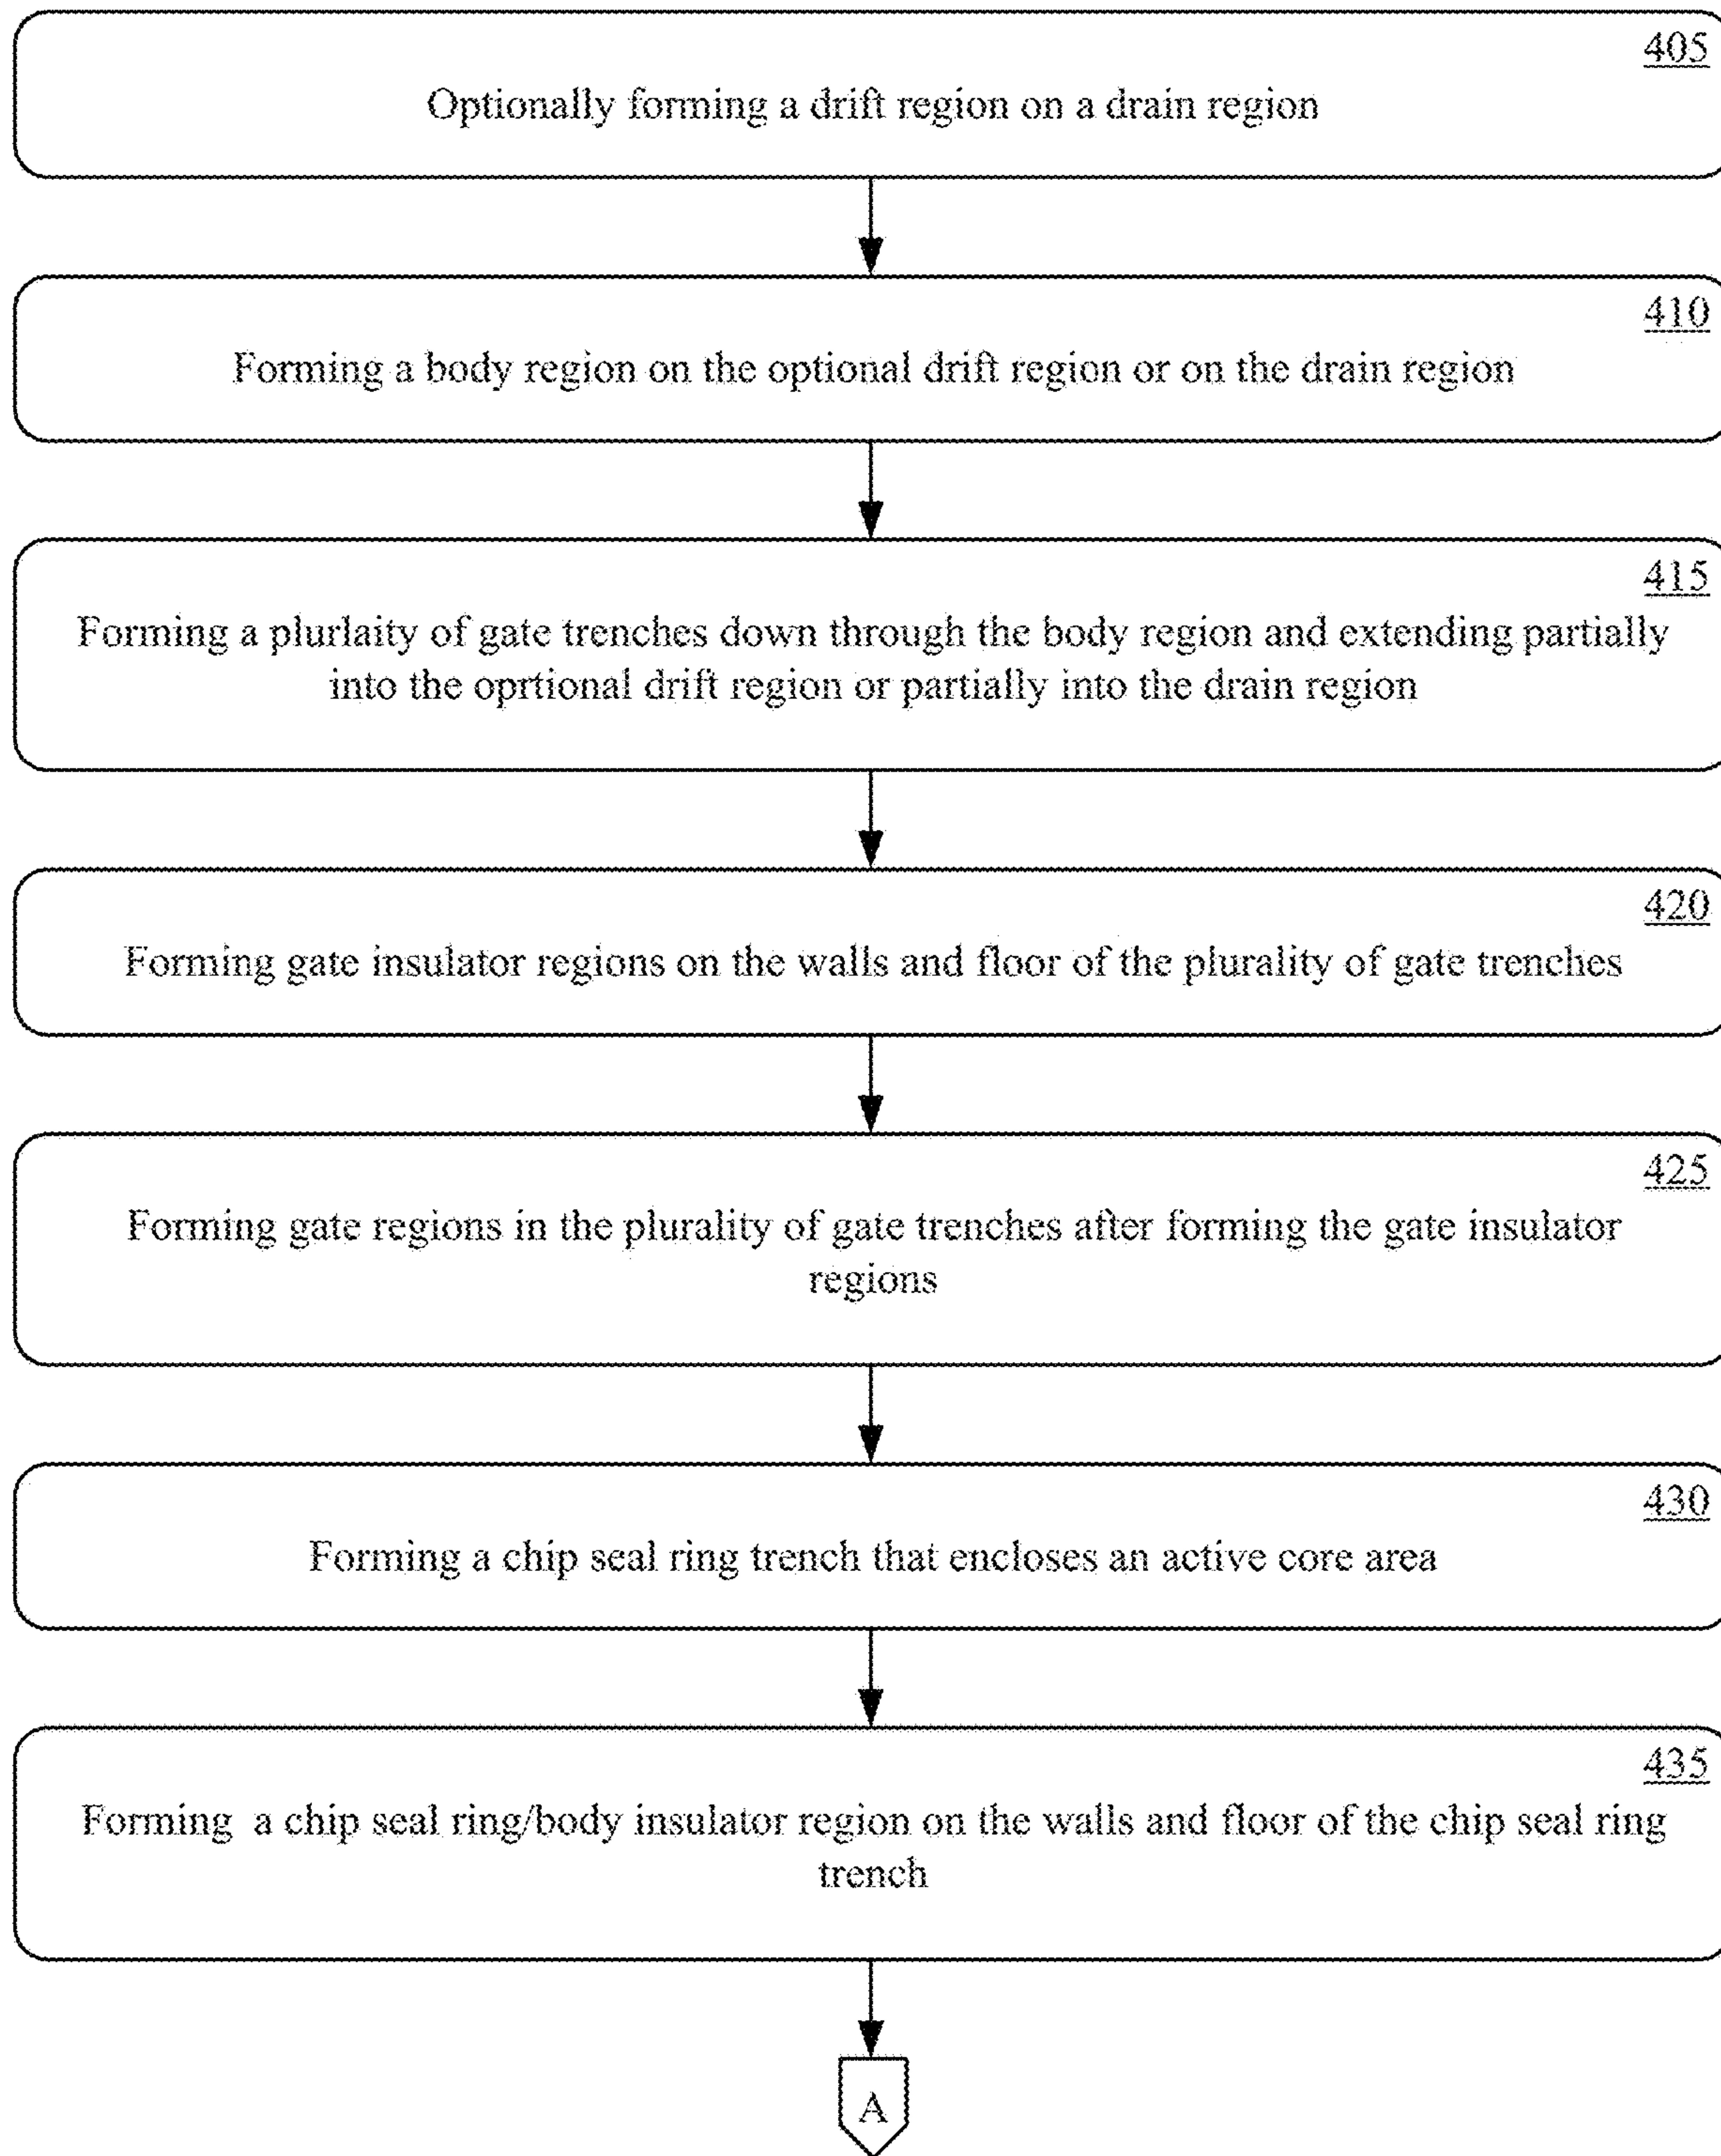 405
Optionally forming a drift region on a drain region
410
Forming a body region on the optional drift region or on the drain region
415
Forming a plurlaity of gate trenches down through the body region and extending partially
into the oprtional drift region or partially into the drain region
420
Forming gate insulator regions on the walls and floor of the plurality of gate trenches
425
Forming gate regions in the plurality of gate trenches after forming the gate insulator
regions
430
Forming a chip seal ring trench that encloses an active core area
435
Forming a chip seal ring/body insulator region on the walls and floor of the chip seal ring
trench
A